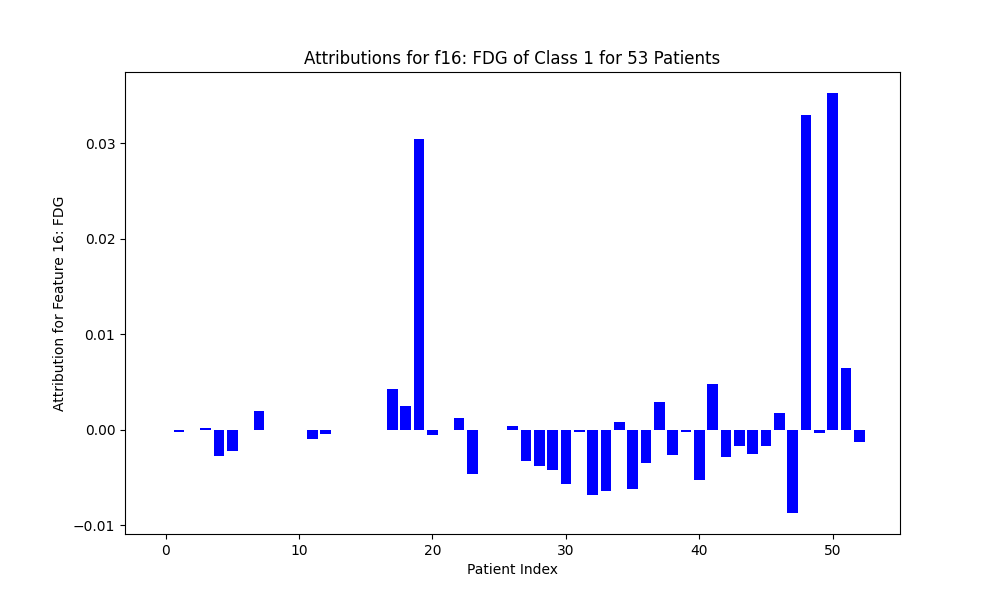 Attributions for f16: FDG of Class 1 for 53 Patients
Attribution for Feature 16: FDG
0.03
0.02
0.01
0.00
−0.01
0 10 20 30 40 50
Patient Index